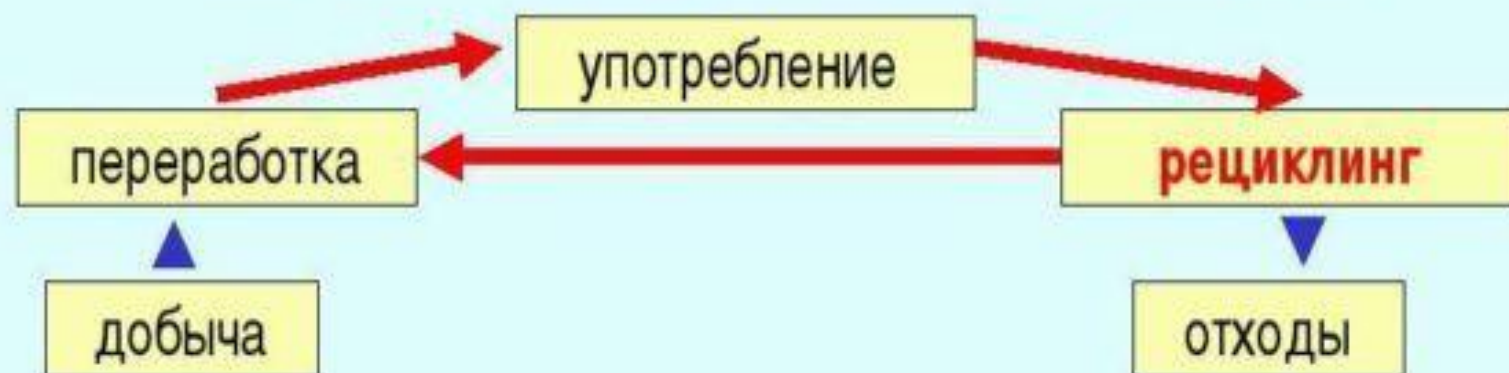 употребление
переработка
рециклинг
добыча
отходы